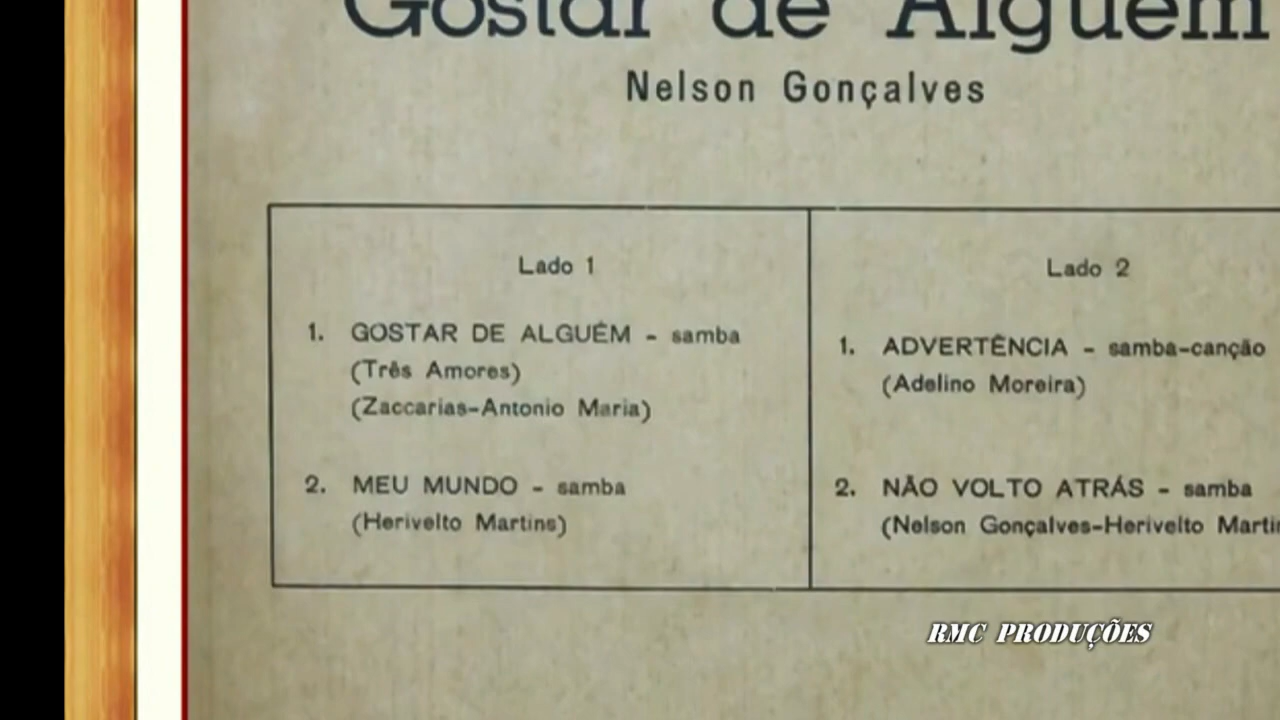 Gostar de Alguém
Nelson Gonçalves
Lado 1
1. GOSTAR DE ALGUÉM - samba
(Três Amores)
(Zaccarias-Antonio Maria)
2. MEU MUNDO - samba
(Herivelto Martins)
Lado 2
1. ADVERTÊNCIA - samba-canção
(Adelino Moreira)
2. NÃO VOLTO ATRÁS - samba
(Nelson Gonçalves-Herivelto
RMC PRODUÇÕES